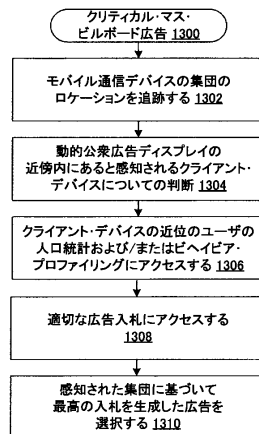 クリティカル・マス・
ビルボード広告 1300
モバイル通信デバイスの集団の
ロケーションを追跡する 1302
動的公衆広告ディスプレイの
近傍内にあると感知されるクライアント・
デバイスについての判断 1304
クライアント・デバイスの近位のユーザの
人口統計および/またはビヘイビア・
プロファイリングにアクセスする 1306
適切な広告入札にアクセスする
1308
感知された集団に基づいて
最高の入札を生成した広告を
選択する 1310